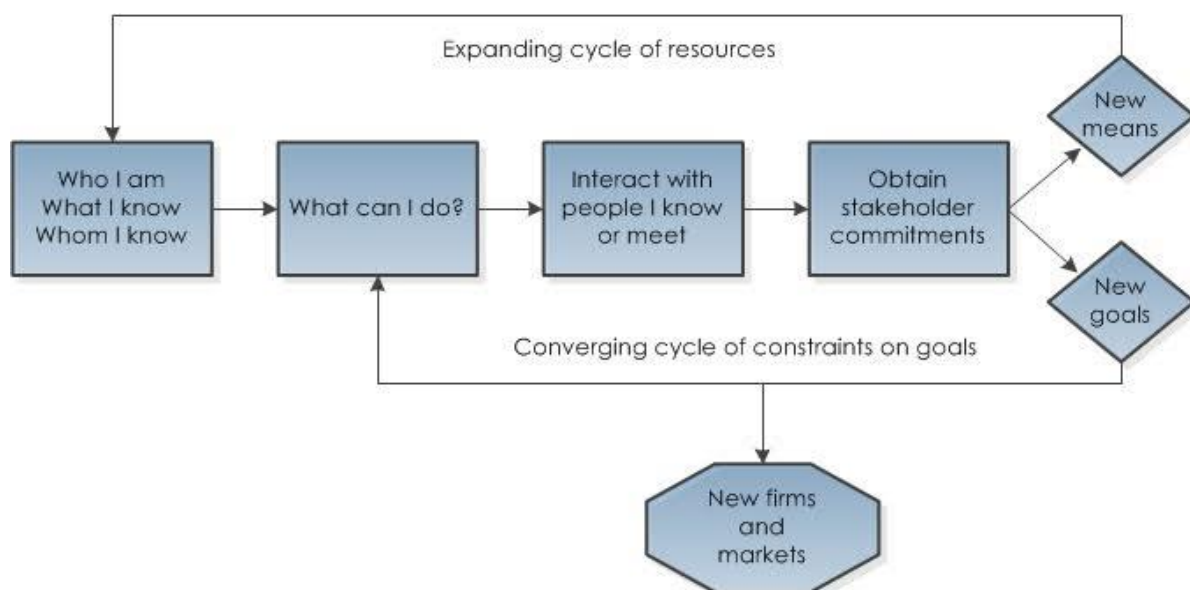 Expanding cycle of resources
New
means
Who I am
What I know
Whom I know
What can I do?
Interact with
people I know
or meet
Obtain
stakeholder
commitments
New
goals
Converging cycle of constraints on goals
New firms
and
markets